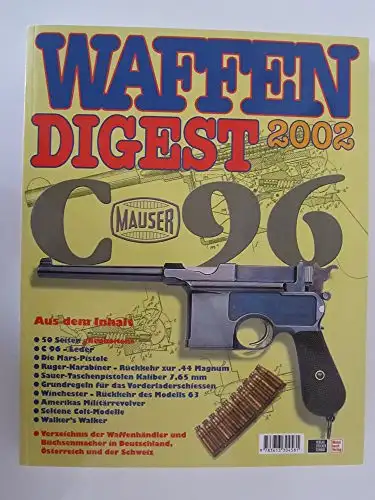 WAFFEN
DIGEST 2002
C 96
MAUSER
Aus dem Inhalt
• 50 Seiten
• C 96 - Leder
• Die Mars-Pistole
• Ruger-Karabiner - Rückkehr zur .44 Magnum
• Sauer-Taschenpistolen Kaliber 7,65 mm
• Grundregeln für das Vorderladerschiessen
• Winchester - Rückkehr des Modells 63
• Amerikas Militärrevolver
• Seltene Colt-Modelle
• Walker's Walker
• Verzeichnis der Waffenhändler und
Büchsenmacher in Deutschland,
Österreich und der Schweiz